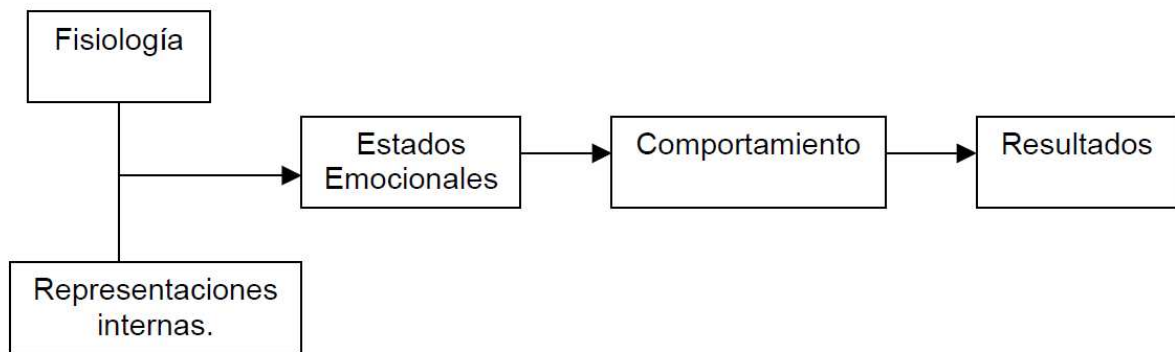 Fisiología
Estados
Emocionales
Comportamiento
Resultados
Representaciones
internas.